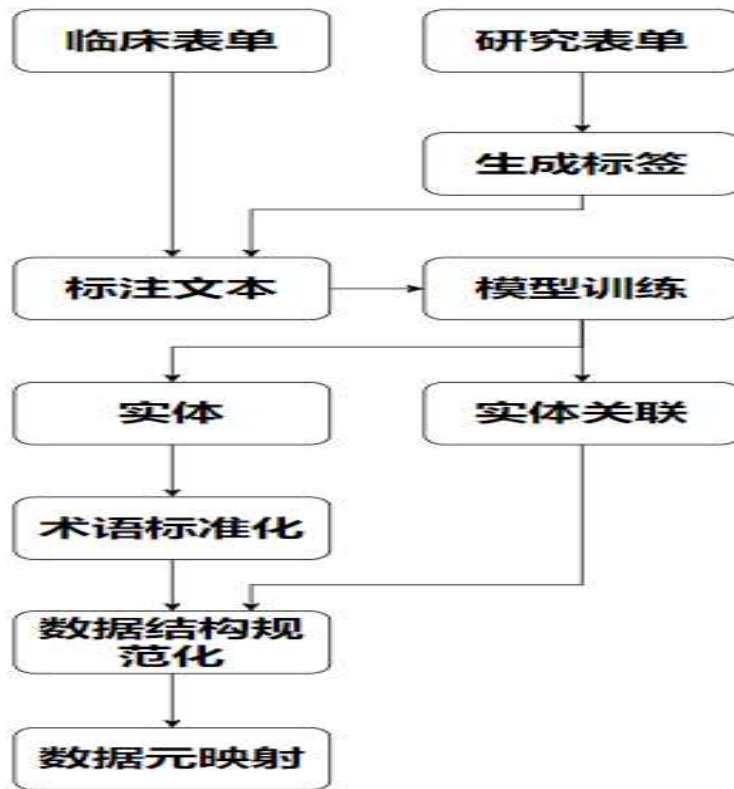 临床表单
研究表单
生成标签
标注文本
模型训练
实体
实体关联
术语标准化
数据结构规
范化
数据元映射